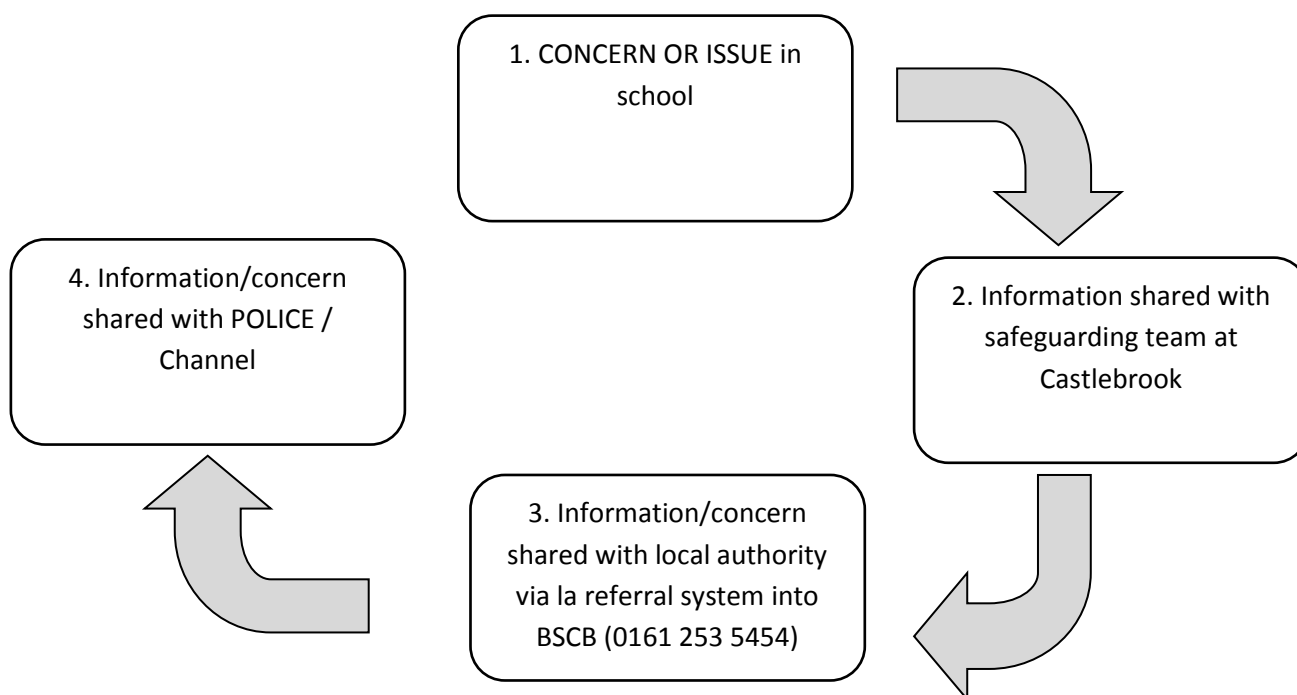 1. CONCERN OR ISSUE in
school
2. Information shared with
safeguarding team at
Castlebrook
3. Information/concern
shared with local authority
via la referral system into
BSCB (0161 253 5454)
4. Information/concern
shared with POLICE /
Channel